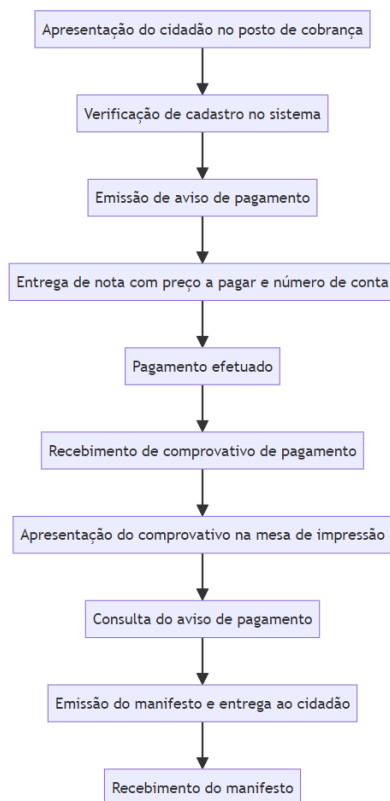 Apresentação do cidadão no posto de cobrança
Verificação de cadastro no sistema
Emissão de aviso de pagamento
Entrega de nota com preço a pagar e número de conta
Pagamento efetuado
Recebimento de comprovativo de pagamento
Apresentação do comprovativo na mesa de impressão
Consulta do aviso de pagamento
Emissão do manifesto e entrega ao cidadão
Recebimento do manifesto